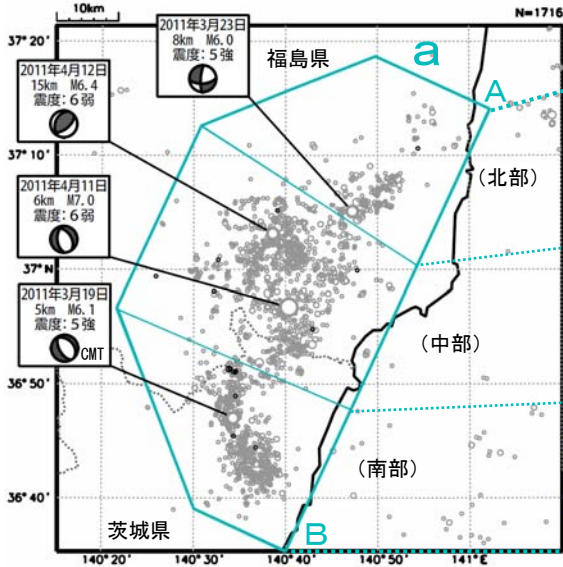 10km
N=1716
37°20'
37°10'
37°N
36°50'
36°40'
2011年3月23日
8km M6.0
震度:5強
福島県
a
A
2011年4月12日
15km M6.4
震度:6弱
(北部)
2011年4月11日
6km M7.0
震度:6弱
2011年3月19日
5km M6.1
震度:5強
CMT
(中部)
(南部)
茨城県
B
140°20'
140°30'
140°40'
140°50'
141°E